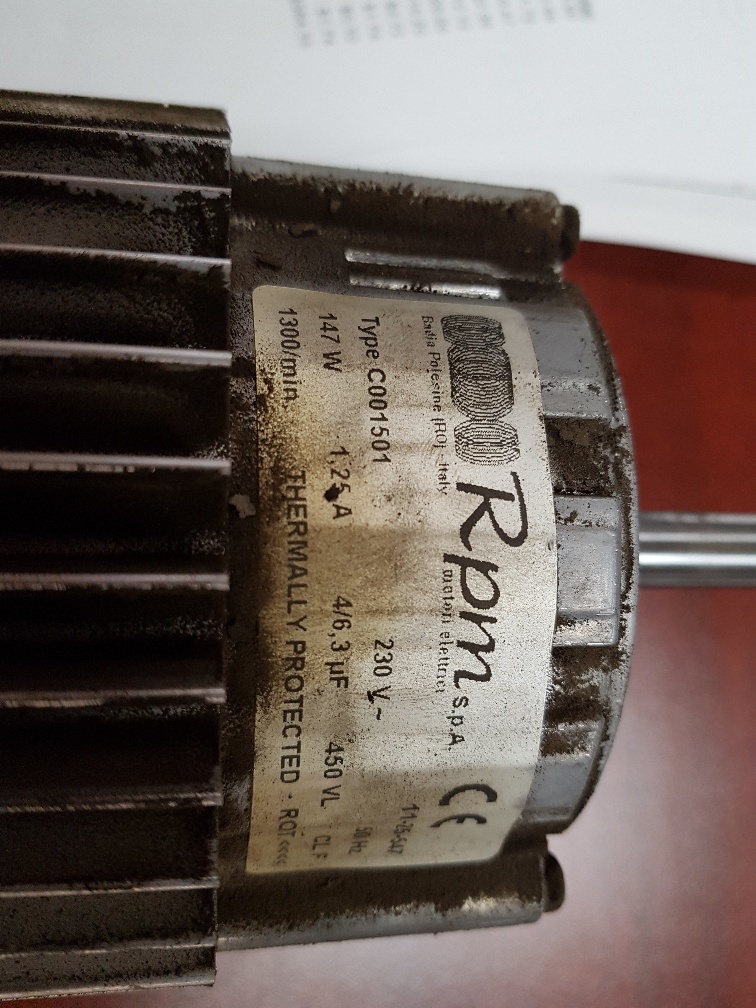 Rpm S.p.A. CE
motori elettrici
Badia Polesine (RO) - Italy
Type C001501 230 V~ 50 Hz
147 W 1,25 A 4/6,3 µF 450 VL CL F
1300/min THERMALLY PROTECTED · ROT